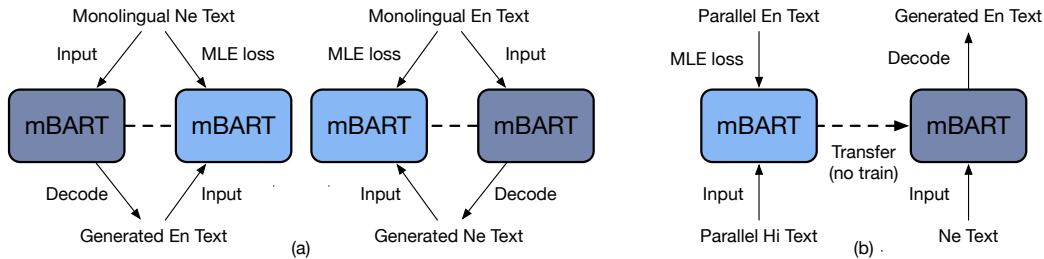 Monolingual Ne Text
Monolingual En Text
Parallel En Text
Generated En Text
Input
MLE loss
MLE loss
Input
MLE loss
Decode
mBART
mBART
mBART
mBART
mBART
mBART
Transfer
(no train)
Decode
Input
Input
Decode
Input
Input
Generated En Text
(a)
Generated Ne Text
Parallel Hi Text
(b)
Ne Text